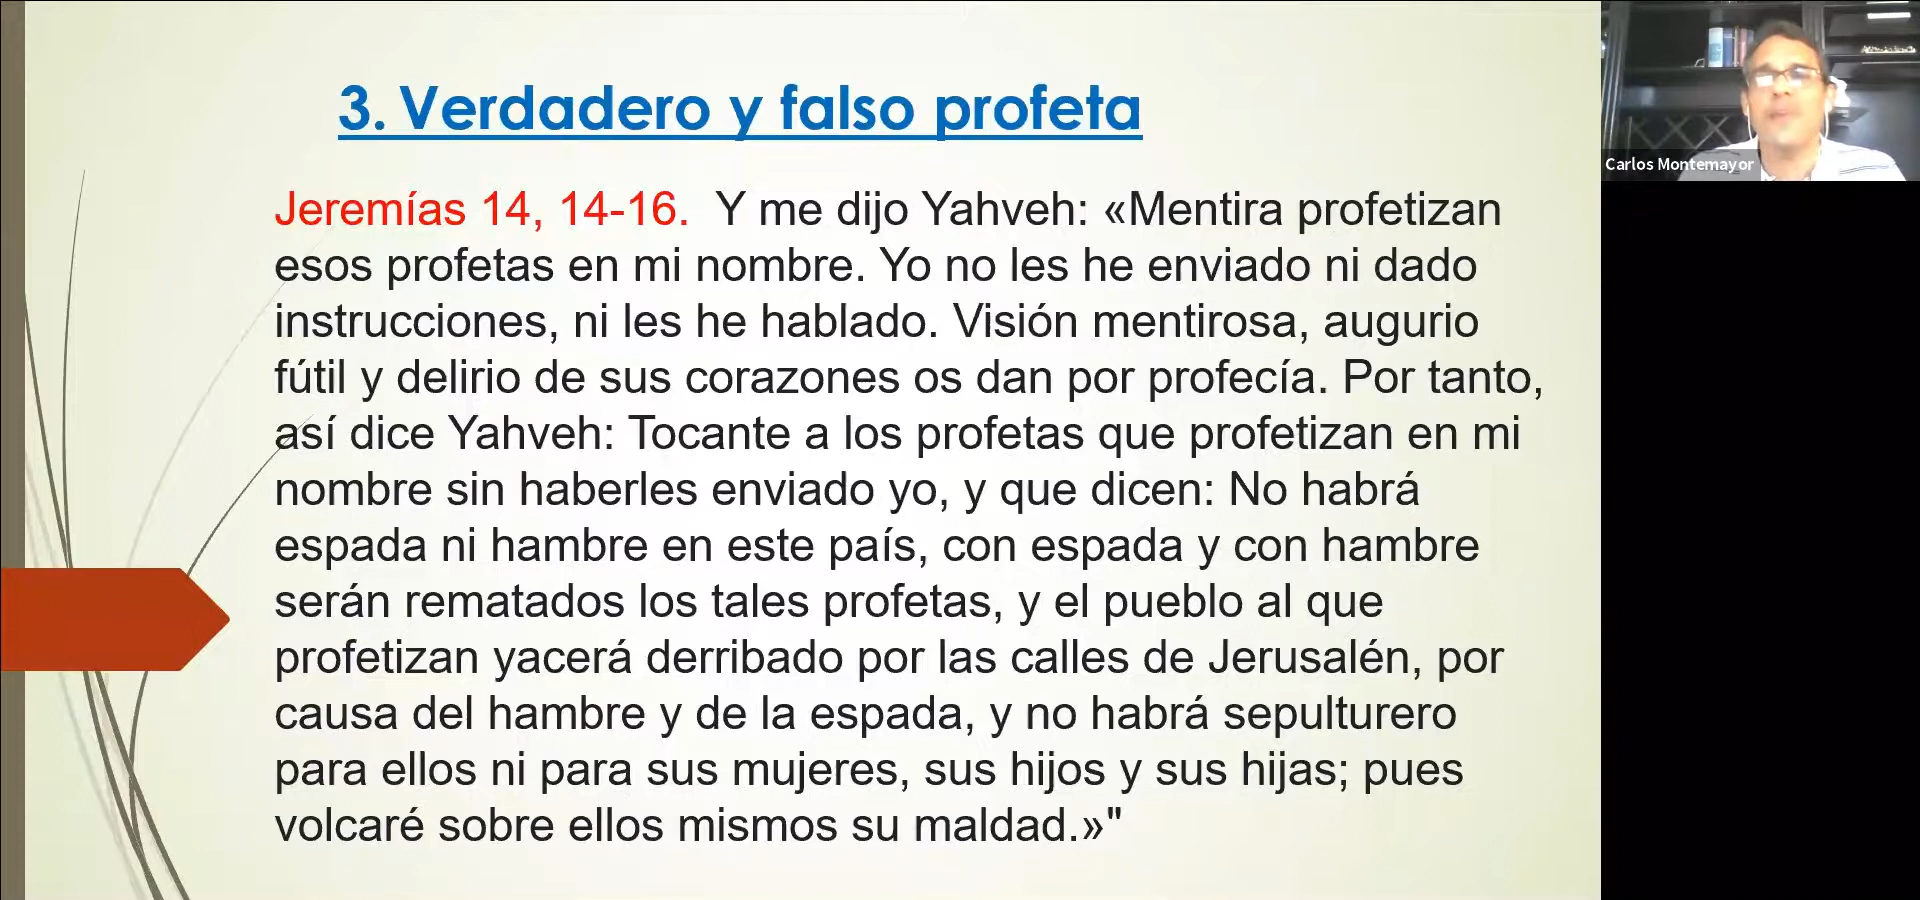 3. Verdadero y falso profeta
Jeremías 14, 14-16. Y me dijo Yahveh: «Mentira profetizan
esos profetas en mi nombre. Yo no les he enviado ni dado
instrucciones, ni les he hablado. Visión mentirosa, augurio
fútil y delirio de sus corazones os dan por profecía. Por tanto,
así dice Yahveh: Tocante a los profetas que profetizan en mi
nombre sin haberles enviado yo, y que dicen: No habrá
espada ni hambre en este país, con espada y con hambre
serán rematados los tales profetas, y el pueblo al que
profetizan yacerá derribado por las calles de Jerusalén, por
causa del hambre y de la espada, y no habrá sepulturero
para ellos ni para sus mujeres, sus hijos y sus hijas; pues
volcaré sobre ellos mismos su maldad.»"
Carlos Montemayor